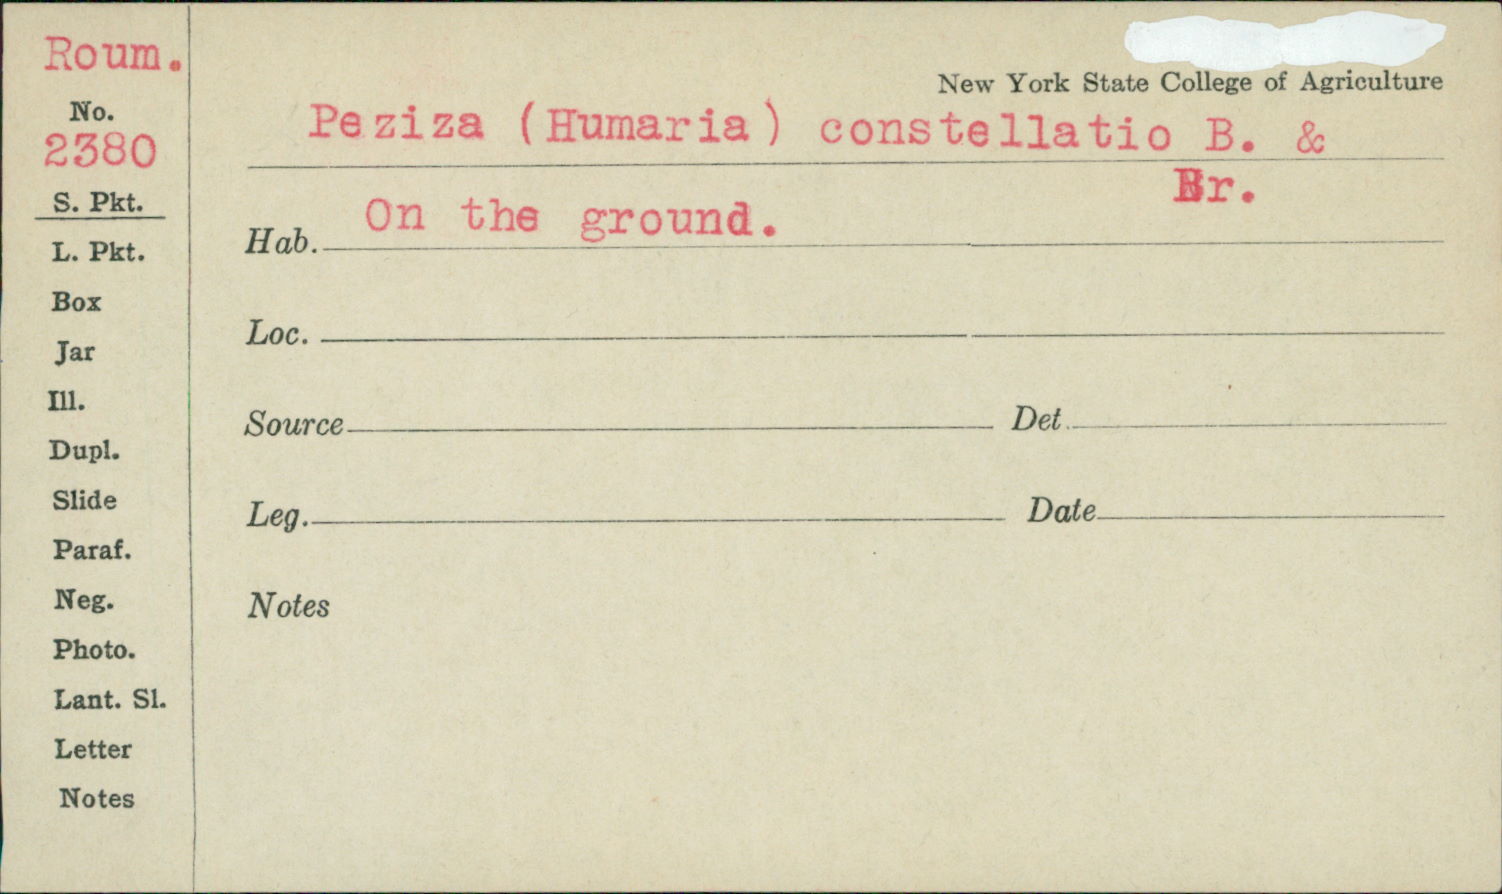 Roum.
No.
2380
S. Pkt.
L. Pkt.
Box
Jar
Ill.
Dupl.
Slide
Paraf.
Neg.
Photo.
Lant. Sl.
Letter
Notes
New York State College of Agriculture
Peziza (Humaria) constellatio B. &
Br.
Hab. On the ground.
Loc.
Source Det.
Leg. Date
Notes